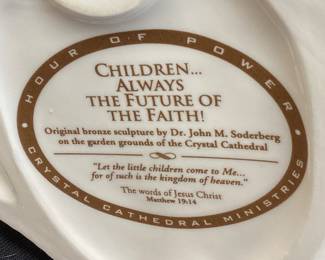 • HOUR OF POWER •
CHILDREN...
ALWAYS
THE FUTURE OF
THE FAITH!
Original bronze sculpture by Dr. John M. Soderberg
on the garden grounds of the Crystal Cathedral
"Let the little children come to Me...
for of such is the kingdom of heaven."
The words of Jesus Christ
Matthew 19:14
CRYSTAL CATHEDRAL MINISTRIES